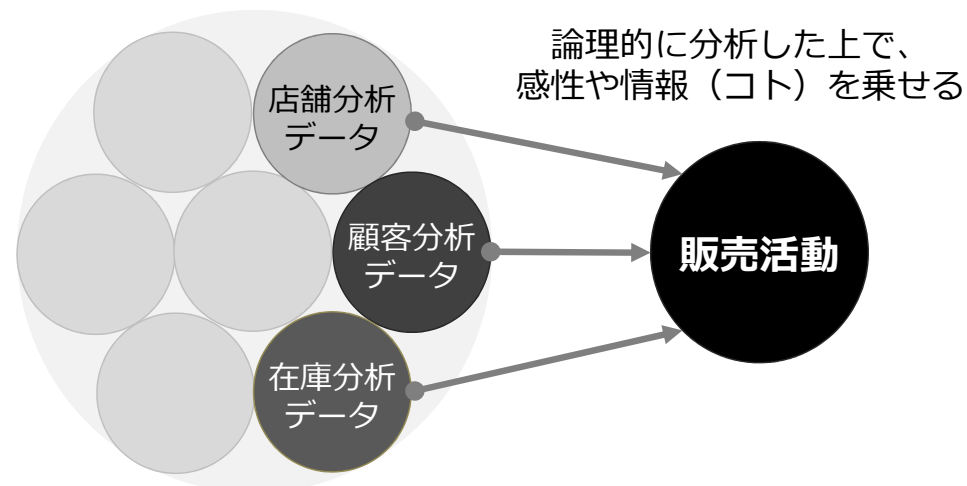 論理的に分析した上で、
感性や情報（コト）を乗せる
店舗分析
データ
顧客分析
データ
販売活動
在庫分析
データ